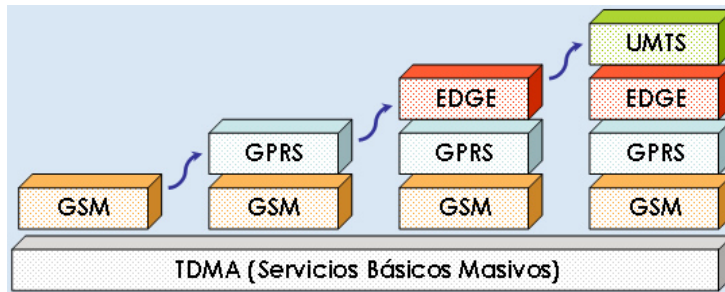 UMTS
EDGE EDGE
GPRS GPRS GPRS
GSM GSM GSM GSM
TDMA (Servicios Básicos Masivos)